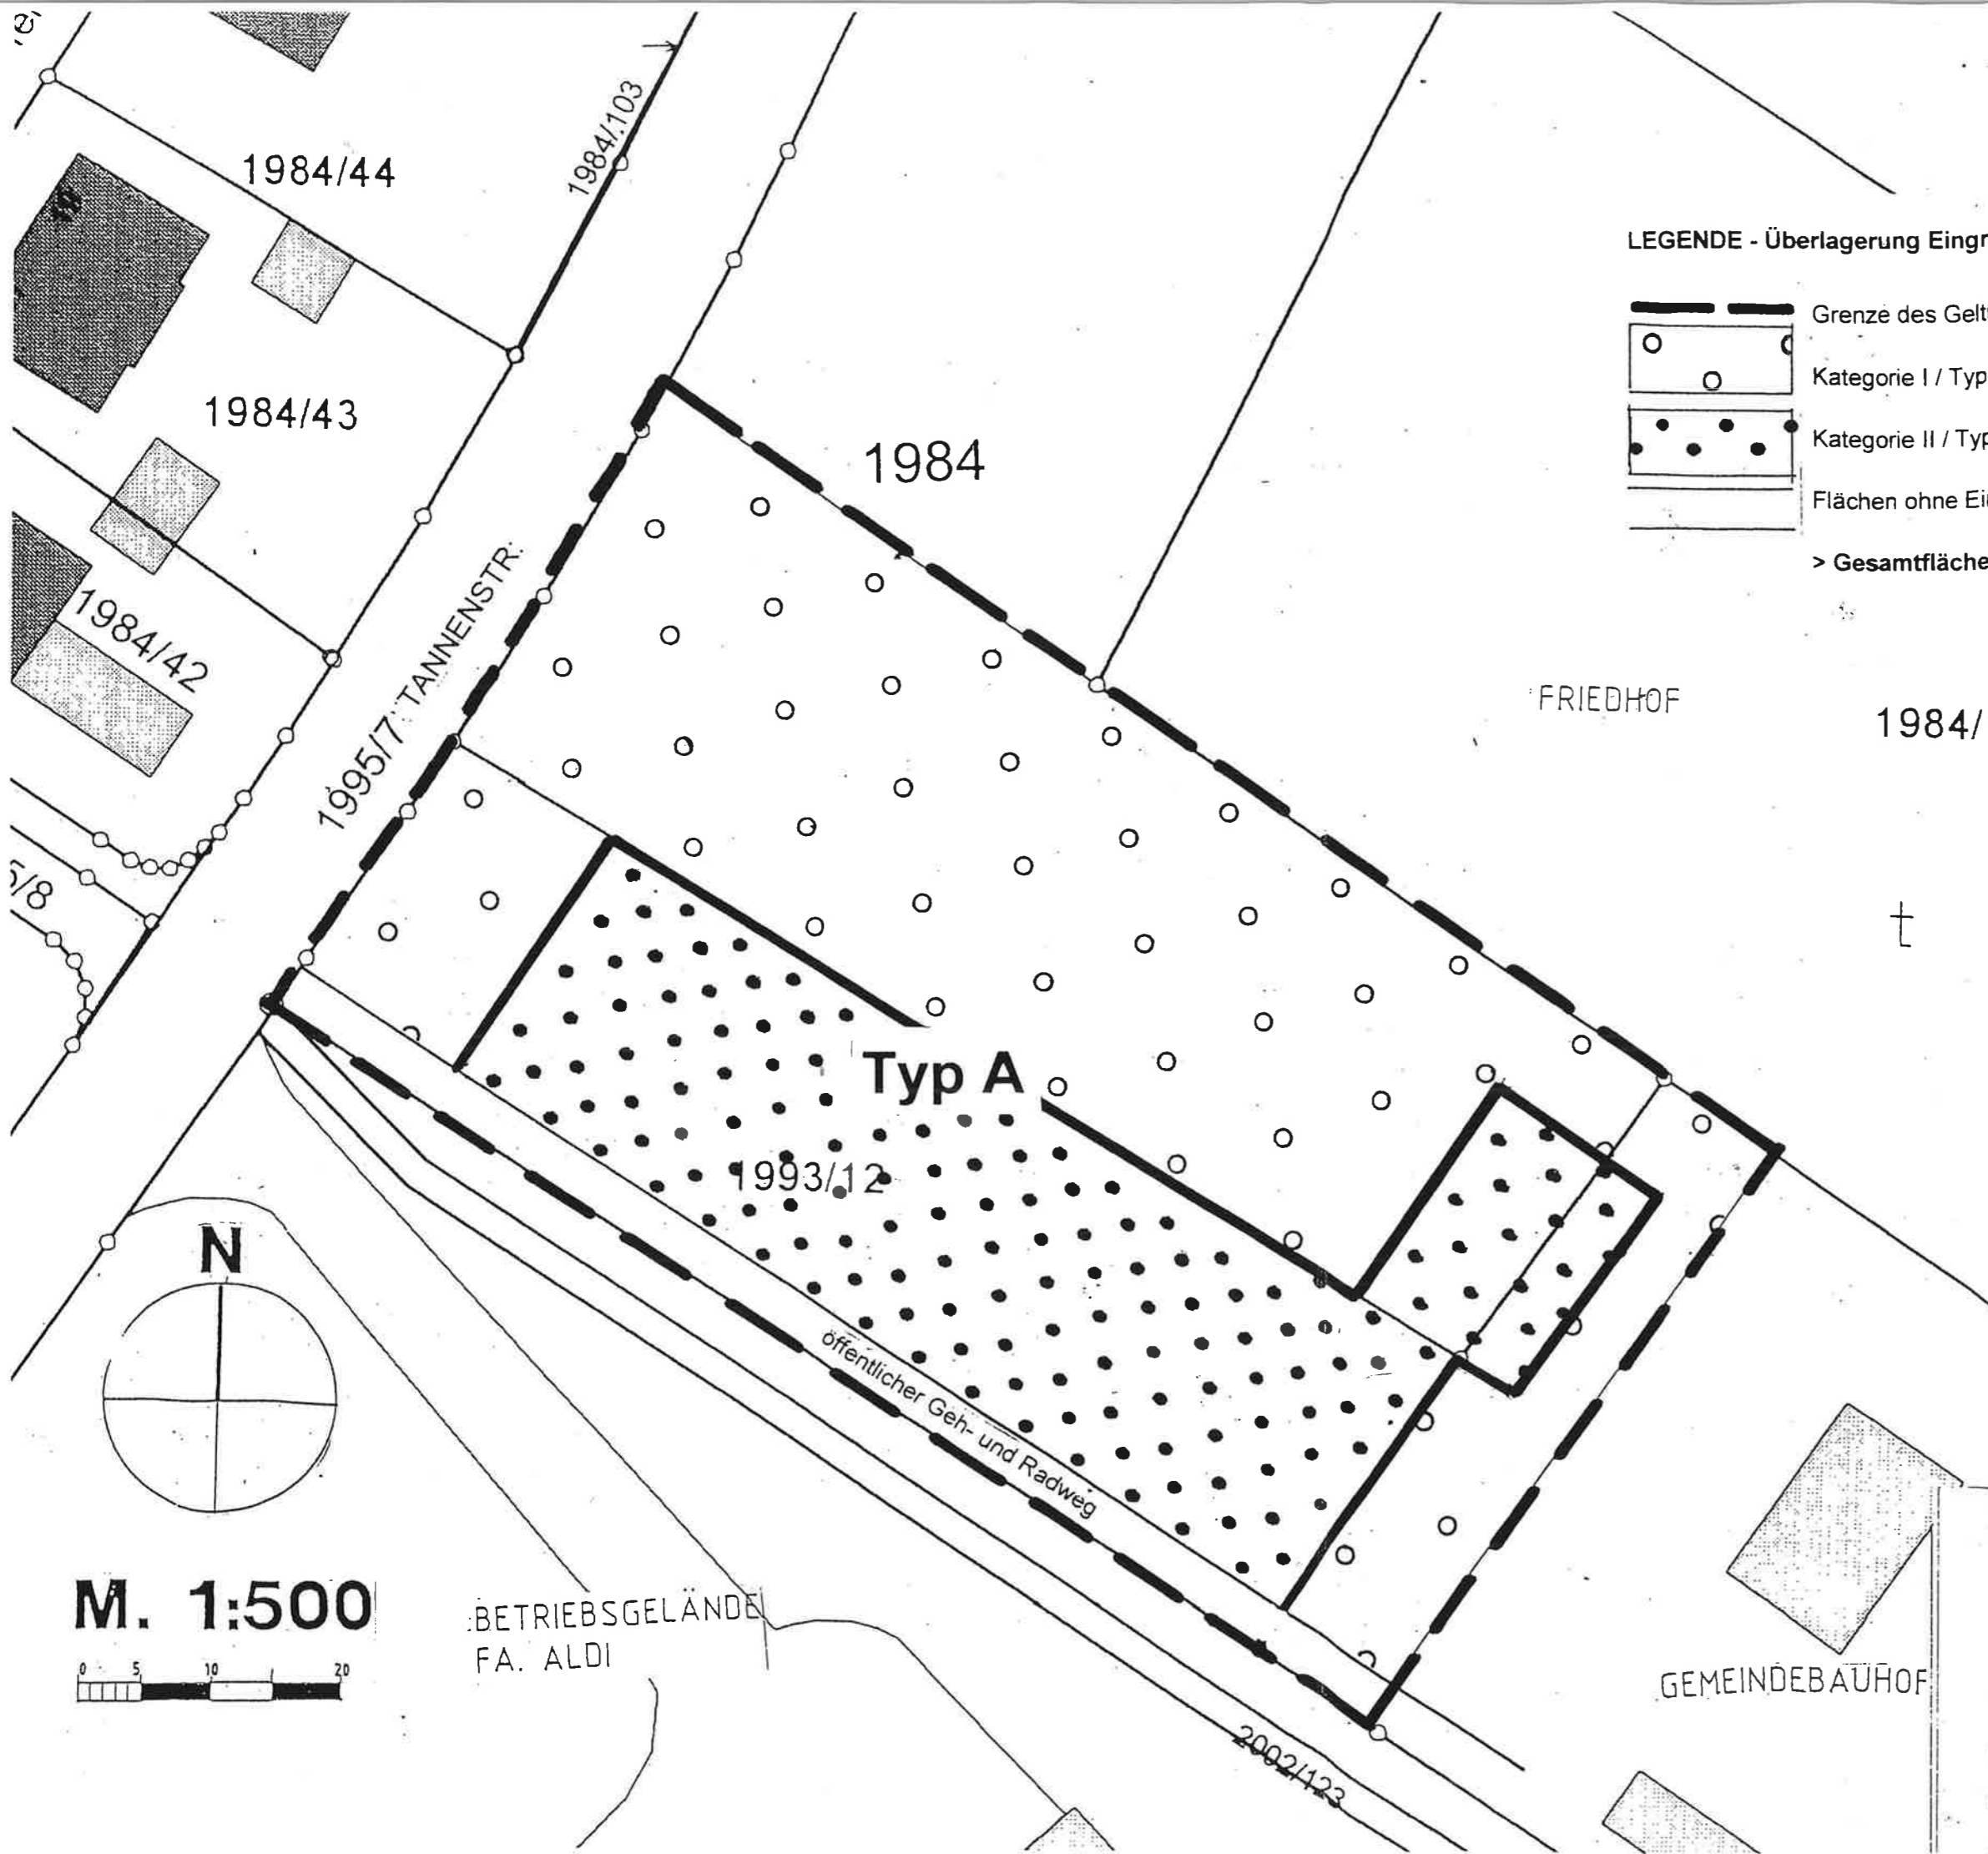 1984/44
1984/103
1984/43
1984/42
1995/7 TANNENSTR.
5/8
1984
LEGENDE - Überlagerung Eingr
Grenze des Gelt
Kategorie I / Typ
Kategorie II / Typ
Flächen ohne Ei
> Gesamtfläche
FRIEDHOF
1984/
Typ A
1993/12
öffentlicher Geh- und Radweg
N
M. 1:500
0 5 10 20
BETRIEBSGELÄNDE
FA. ALDI
GEMEINDEBAUHOF
2002/123